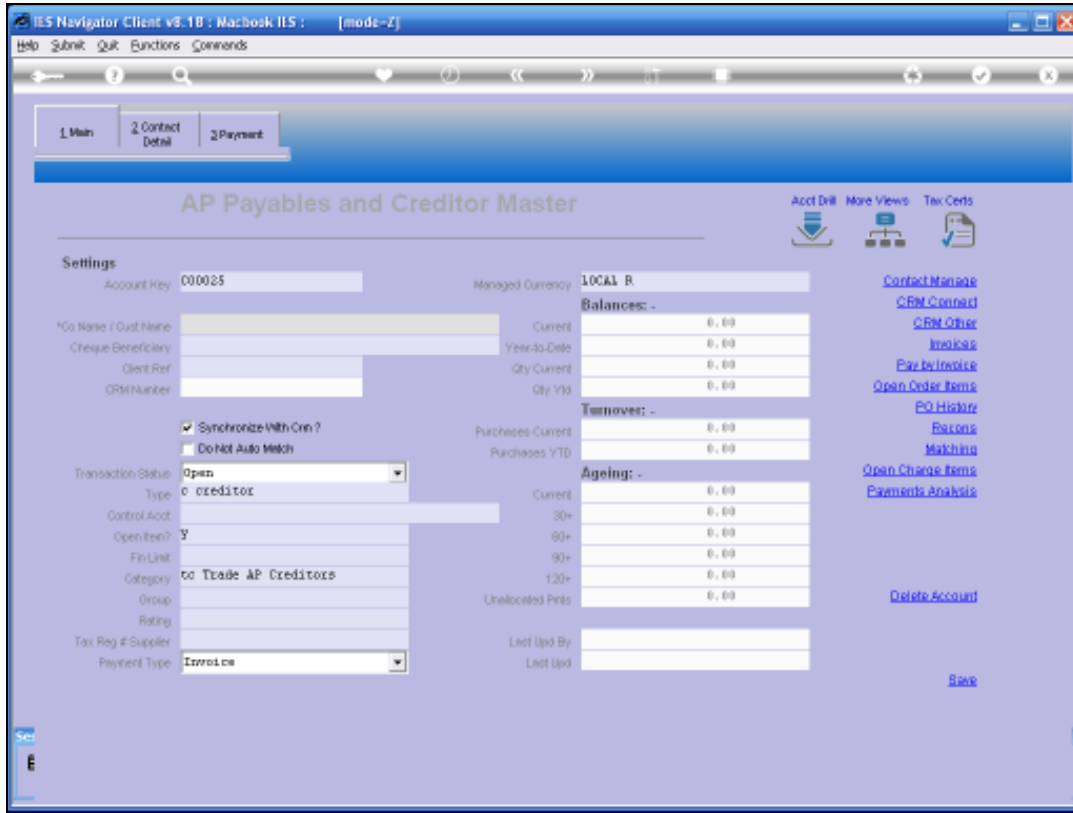 IES Navigator Client v8.18 : Macbook IES : [mode-Z]
Help Submit Quit Functions Commands
1 Main
2 Contact Detail
3 Payment
AP Payables and Creditor Master
Acct Drill More Views Tax Certs
Settings
Account Key C00025 Managed Currency LOCAL R Contact Manage
Balances: - CRM Connect
*Co Name / Cust Name Current 0.00 CRM Other
Cheque Beneficiary Year-to-Date 0.00 Invoices
Client Ref Qty Current 0.00 Pay by Invoice
CRM Number Qty Ytd 0.00 Open Order Items
Turnover: - PO History
Synchronize With Crm ? Purchases Current 0.00 Recons
Do Not Auto Match Purchases YTD 0.00 Matching
Transaction Status Open Ageing: - Open Charge Items
Type c creditor Current 0.00 Payments Analysis
Control Acct 30+ 0.00
Open Item? Y 60+ 0.00
Fin Limit 90+ 0.00
Category tc Trade AP Creditors 120+ 0.00
Group Unallocated Pmts 0.00 Delete Account
Rating
Tax Reg # Supplier Last Upd By
Payment Type Invoice Last Upd
Save